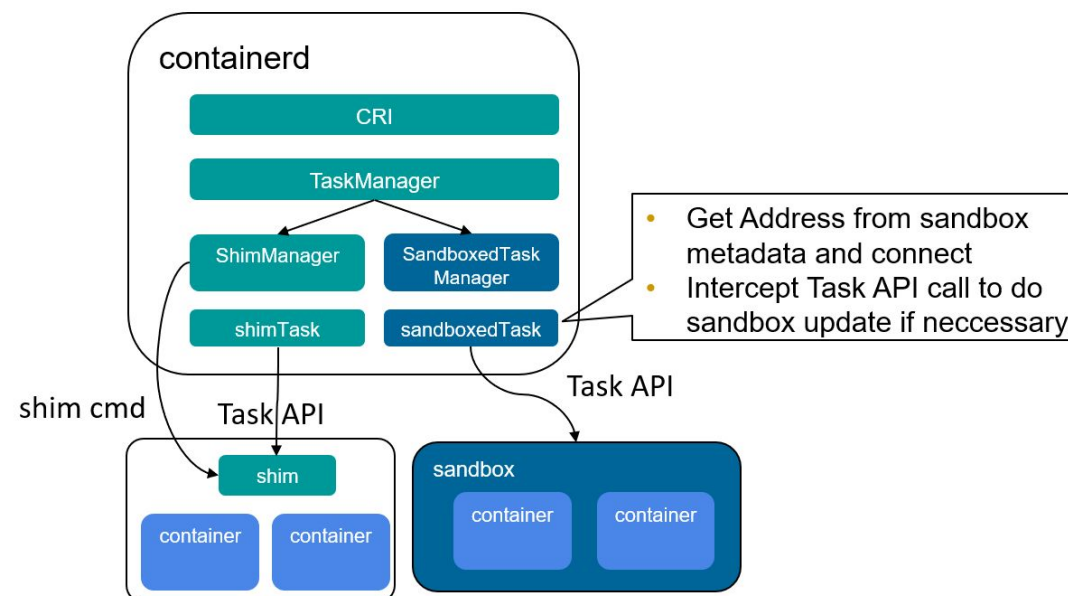 containerd
CRI
TaskManager
ShimManager
SandboxedTask
Manager
shimTask
sandboxedTask
• Get Address from sandbox
metadata and connect
• Intercept Task API call to do
sandbox update if neccessary
shim cmd
Task API
Task API
shim
container
container
sandbox
container
container